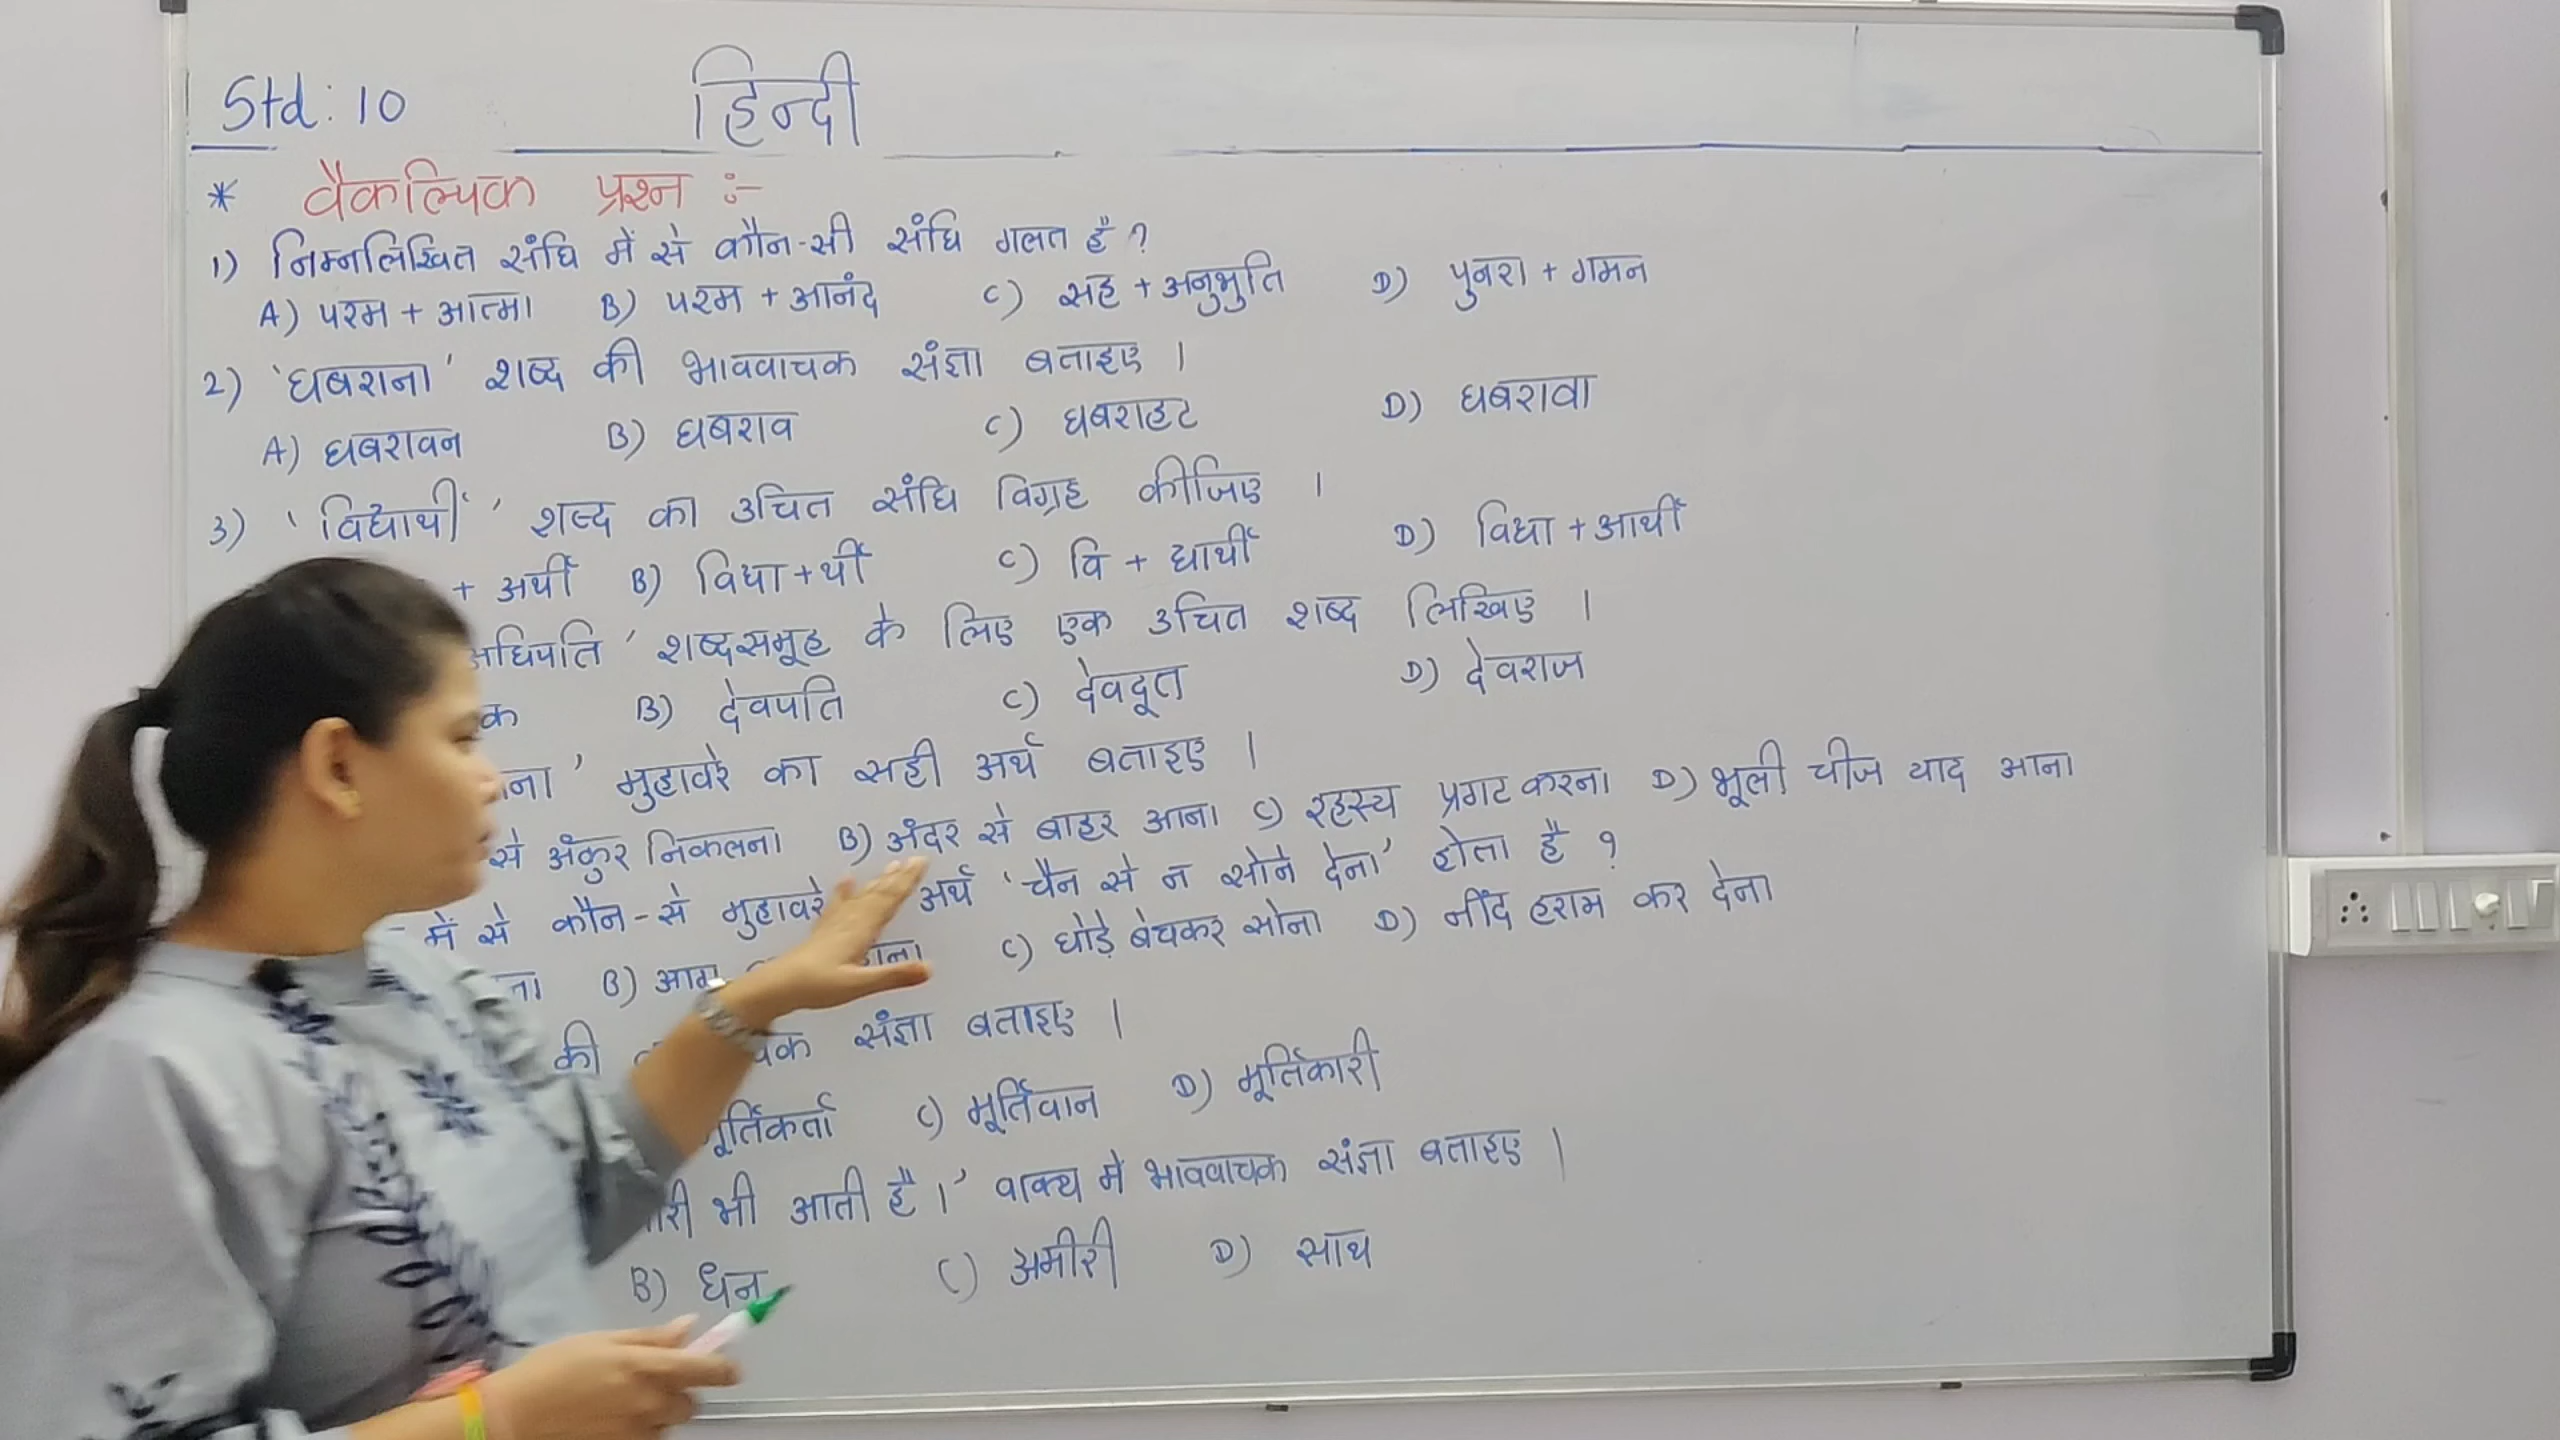 Std: 10 हिन्दी
* वैकल्पिक प्रश्न :-
1) निम्नलिखित संधि में से कौन-सी संधि गलत है ?
A) परम + आत्मा B) परम + आनंद C) सह + अनुभुति D) पुनरा + गमन
2) 'घबराना' शब्द की भाववाचक संज्ञा बताइए ।
A) घबरावन B) घबराव C) घबराहट D) घबरावा
3) 'विद्यार्थी' शब्द का उचित संधि विग्रह कीजिए ।
+ अर्थी B) विद्या + र्थी C) वि + द्यार्थी D) विद्या + आर्थी
अधिपति' शब्दसमूह के लिए एक उचित शब्द लिखिए ।
क B) देवपति C) देवदूत D) देवराज
ना' मुहावरे का सही अर्थ बताइए ।
से अंकुर निकलना B) अंदर से बाहर आना C) रहस्य प्रगट करना D) भूली चीज याद आना
में से कौन-से मुहावरे अर्थ 'चैन से न सोने देना' होता है ?
ना B) आग C) घोड़े बेचकर सोना D) नींद हराम कर देना
की संज्ञा बताइए ।
मूर्तिकर्ता C) मूर्तिवान D) मूर्तिकारी
री भी आती है ।' वाक्य मे भाववाचक संज्ञा बताइए ।
B) धन C) अमीरी D) साथ